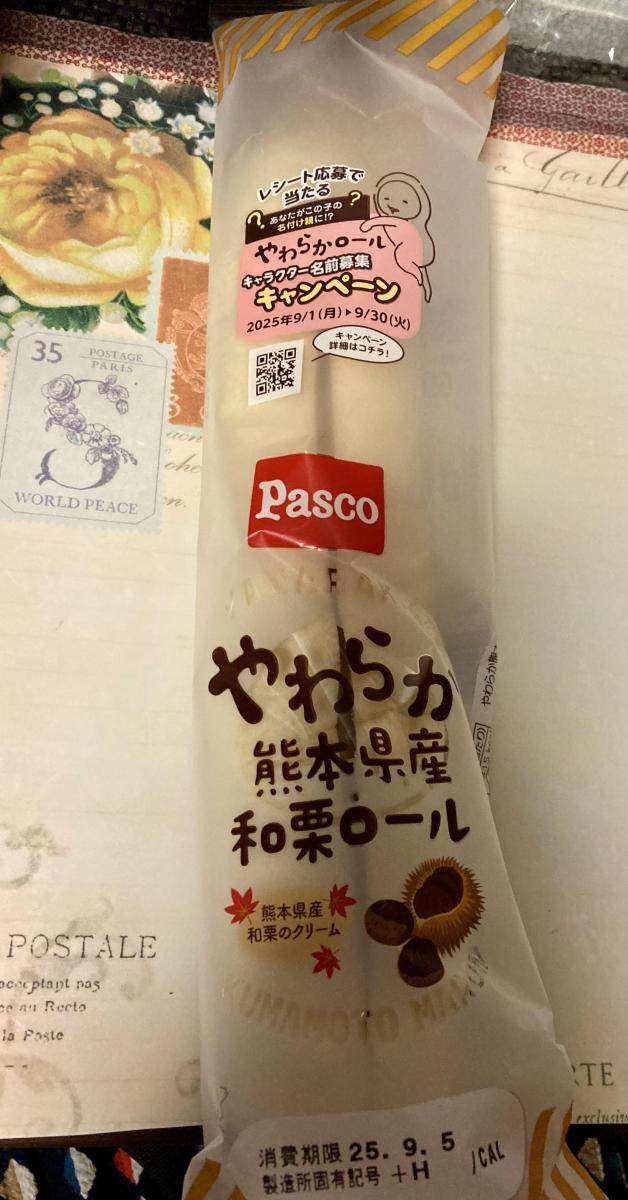 レシート応募で
当たる
?
あなたがこの子の
名付け親に!?
?
やわらかロール
キャラクター名前募集
キャンペーン
2025年9/1(月)▶9/30(火)
キャンペーン
詳細はコチラ!
Pasco
やわらか
熊本県産
和栗ロール
熊本県産
和栗のクリーム
KUMAMOTO
消費期限 25. 9. 5
製造所固有記号 +H /CAL
35
POSTAGE
PARIS
S
WORLD PEACE
POSTALE
la Poste